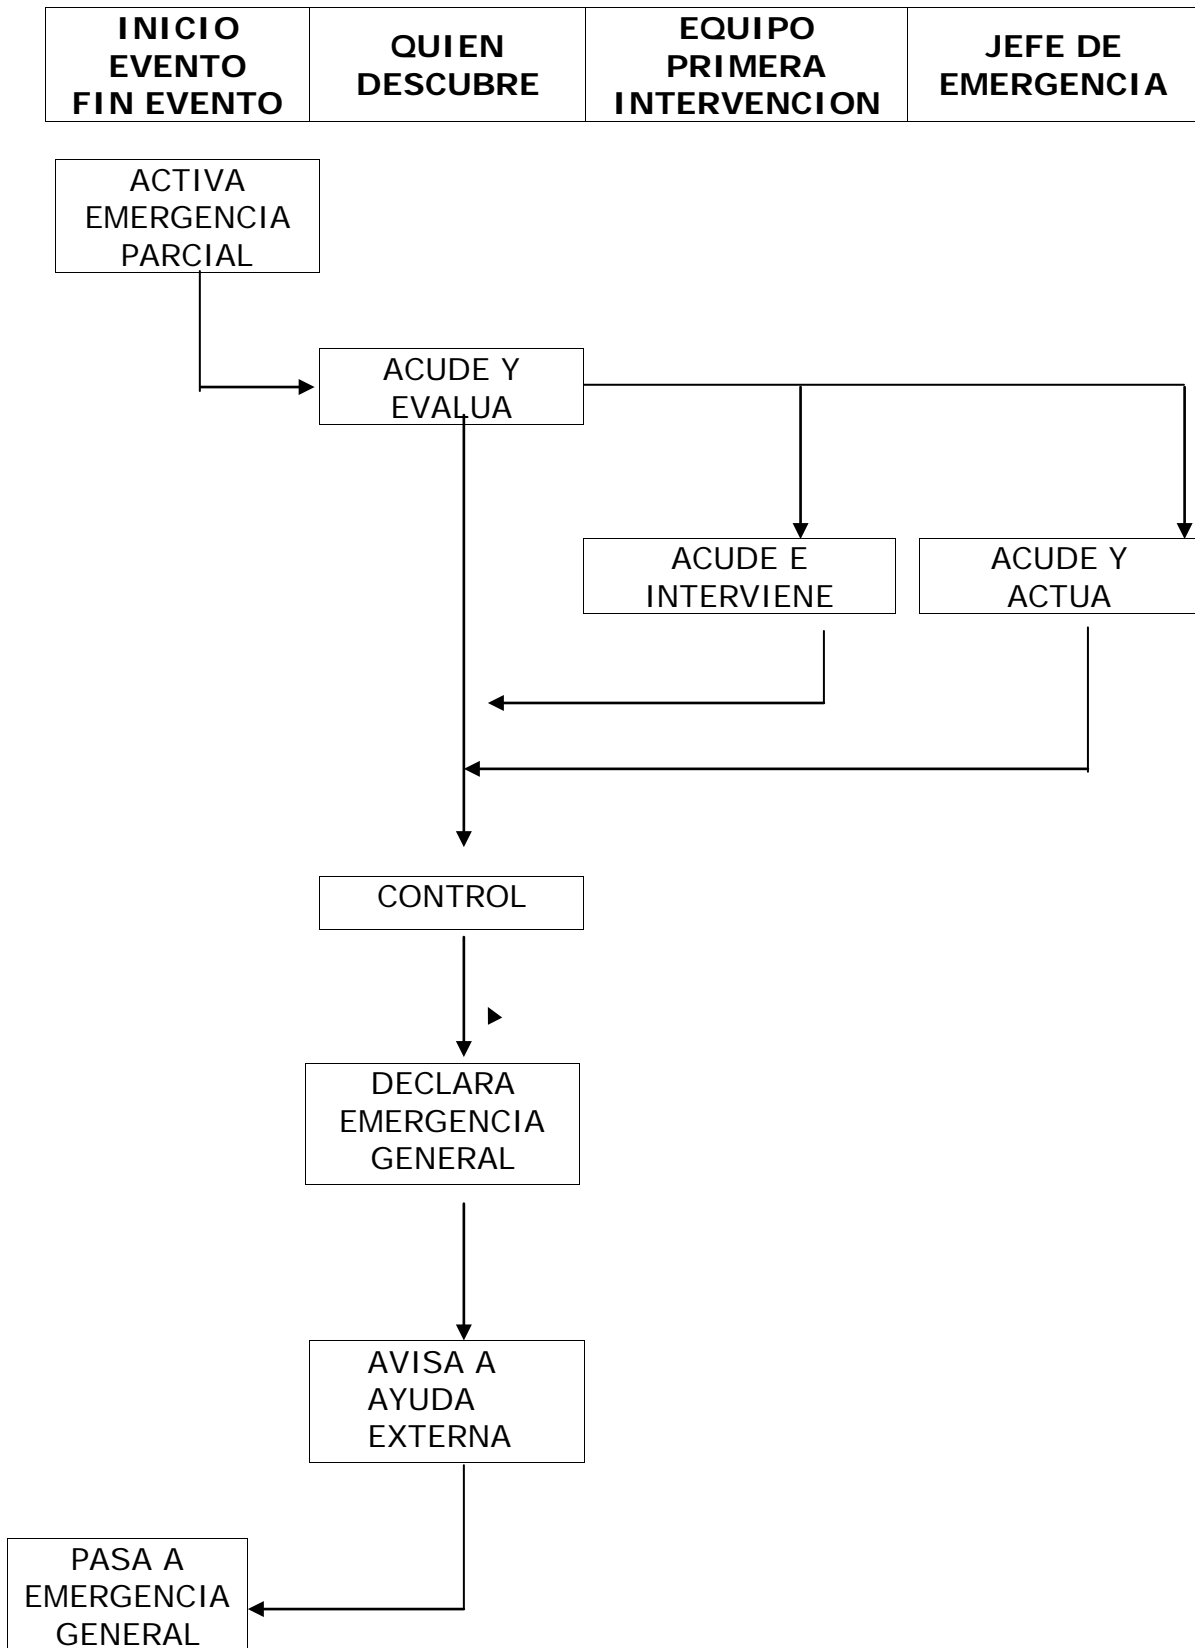 INICIO
EVENTO
FIN EVENTO
QUIEN
DESCUBRE
EQUIPO
PRIMERA
INTERVENCION
JEFE DE
EMERGENCIA
ACTIVA
EMERGENCIA
PARCIAL
ACUDE Y
EVALUA
ACUDE E
INTERVIENE
ACUDE Y
ACTUA
CONTROL
DECLARA
EMERGENCIA
GENERAL
AVISA A
AYUDA
EXTERNA
PASA A
EMERGENCIA
GENERAL